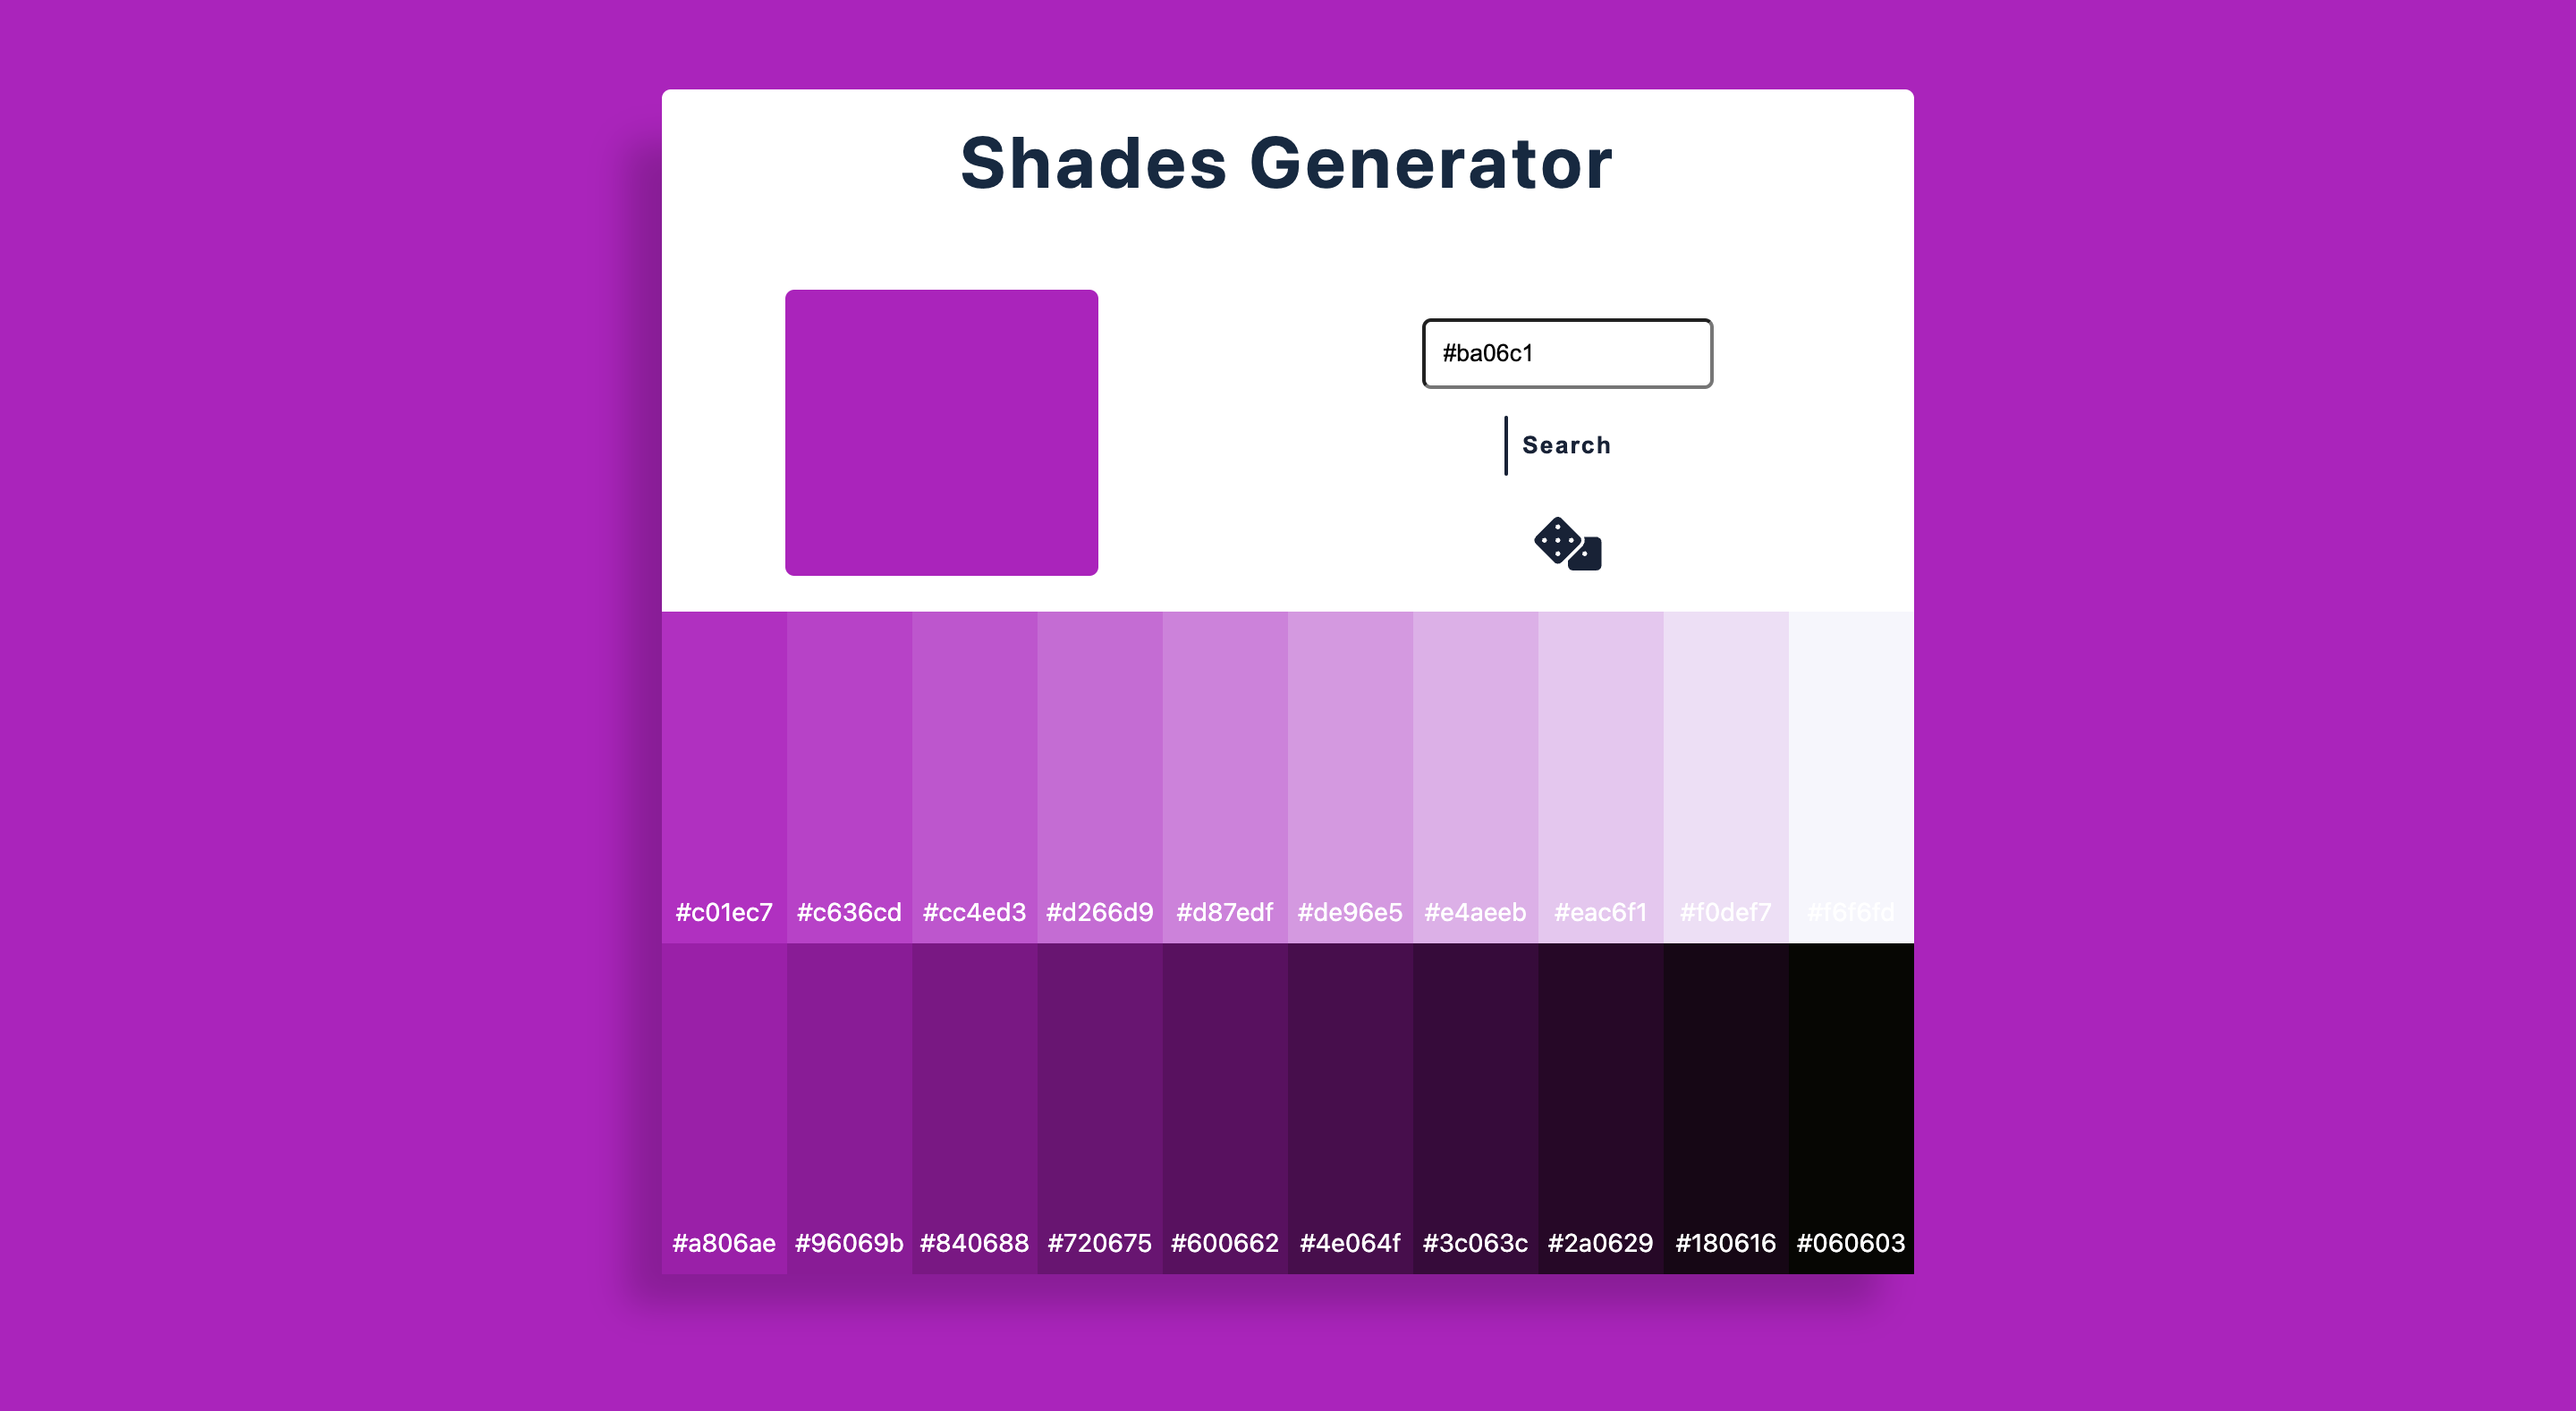 Shades Generator
#ba06c1
Search
#c01ec7 #c636cd #cc4ed3 #d266d9 #d87edf #de96e5 #e4aeeb #eac6f1 #f0def7 #f6f6fd
#a806ae #96069b #840688 #720675 #600662 #4e064f #3c063c #2a0629 #180616 #060603